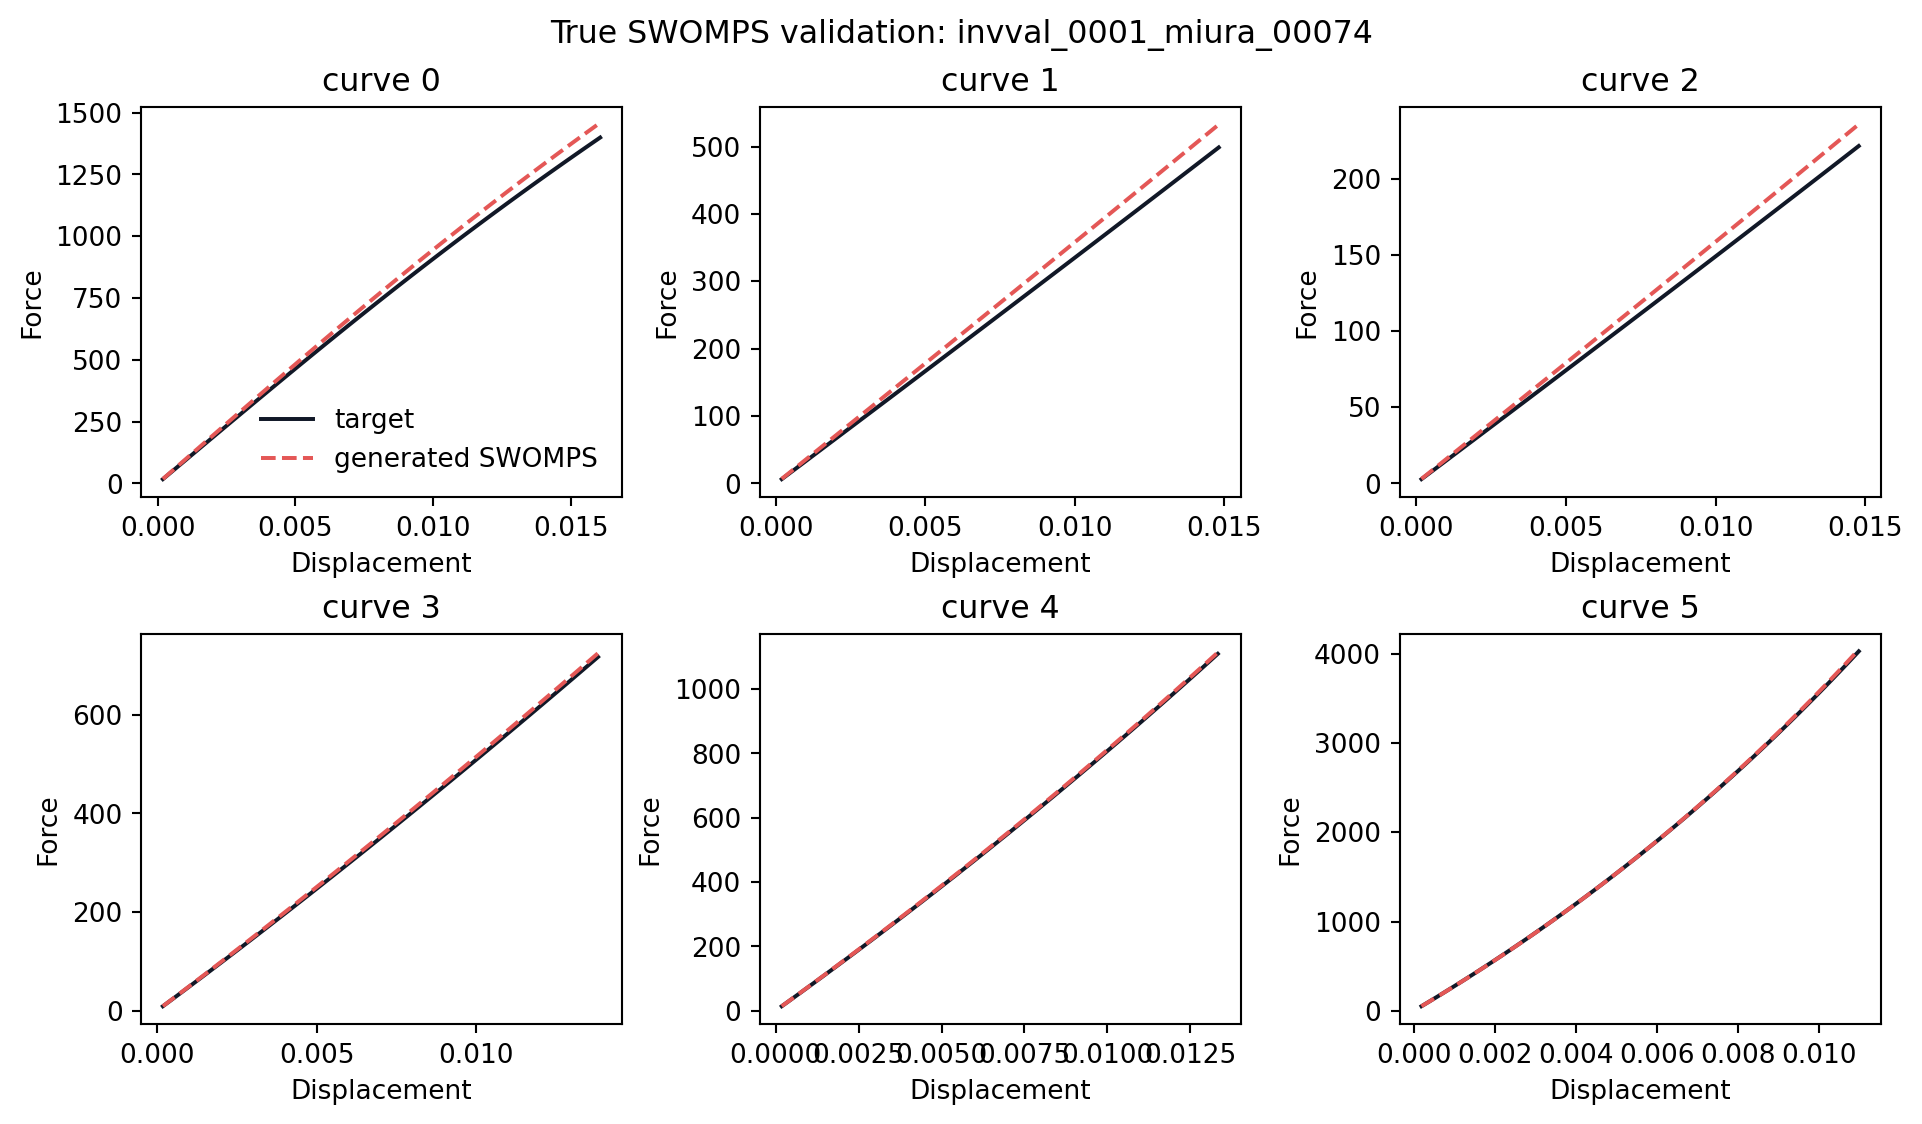 True SWOMPS validation: invval_0001_miura_00074
curve 0
1500
1250
1000
750
500
250
0
Force
target
generated SWOMPS
0.000 0.005 0.010 0.015
Displacement
curve 1
500
400
300
200
100
0
Force
0.000 0.005 0.010 0.015
Displacement
curve 2
200
150
100
50
0
Force
0.000 0.005 0.010 0.015
Displacement
curve 3
600
400
200
0
Force
0.000 0.005 0.010
Displacement
curve 4
1000
800
600
400
200
0
Force
0.0000 0.0025 0.0050 0.0075 0.0100 0.0125
Displacement
curve 5
4000
3000
2000
1000
0
Force
0.000 0.002 0.004 0.006 0.008 0.010
Displacement